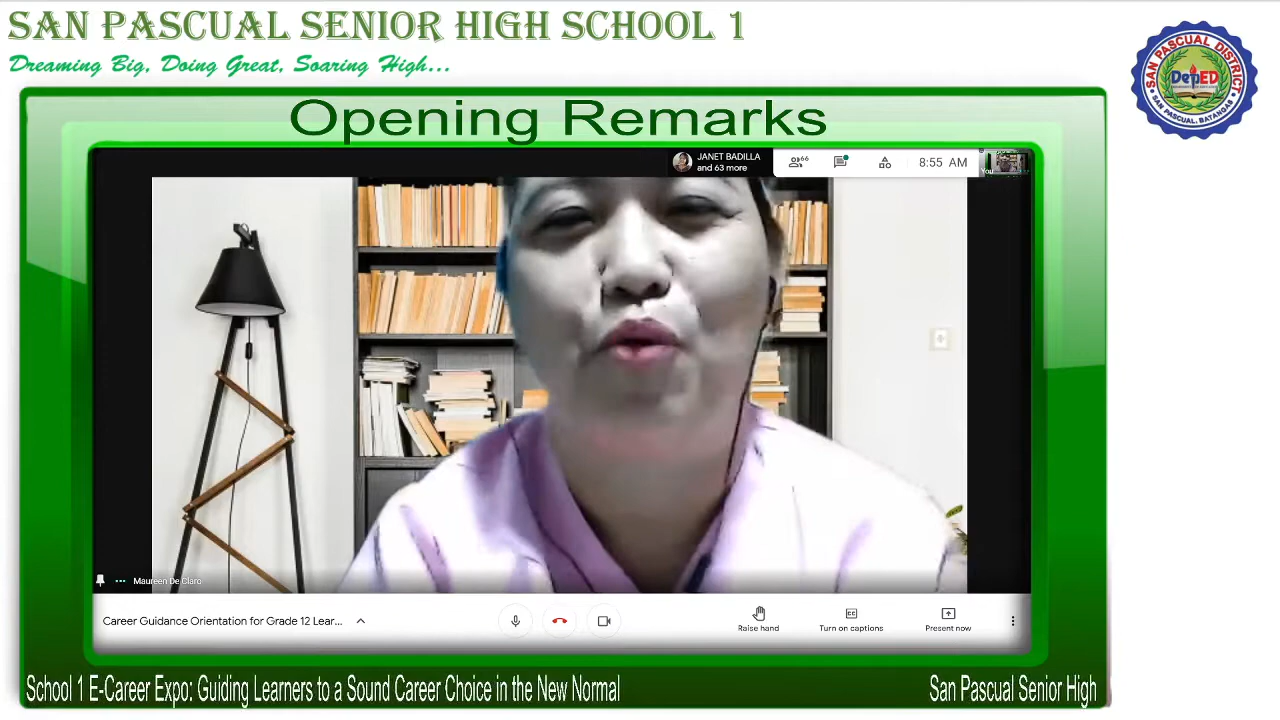 SAN PASCUAL SENIOR HIGH SCHOOL 1
Dreaming Big, Doing Great, Soaring High...
SAN PASCUAL DISTRICT
DepED
SAN PASCUAL, BATANGAS
Opening Remarks
JANET BADILLA
and 63 more
66
8:55 AM
You
Maureen De Claro
Career Guidance Orientation for Grade 12 Lear...
Raise hand
CC
Turn on captions
Present now
School 1 E-Career Expo: Guiding Learners to a Sound Career Choice in the New Normal
San Pascual Senior High